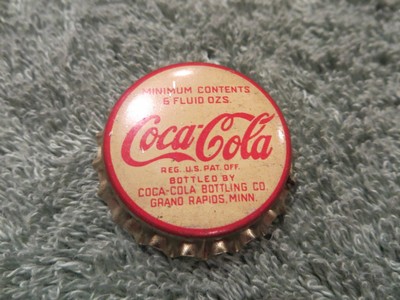 MINIMUM CONTENTS
6 FLUID OZS.
Coca-Cola
REG. U.S. PAT. OFF.
BOTTLED BY
COCA-COLA BOTTLING CO.
GRAND RAPIDS, MINN.